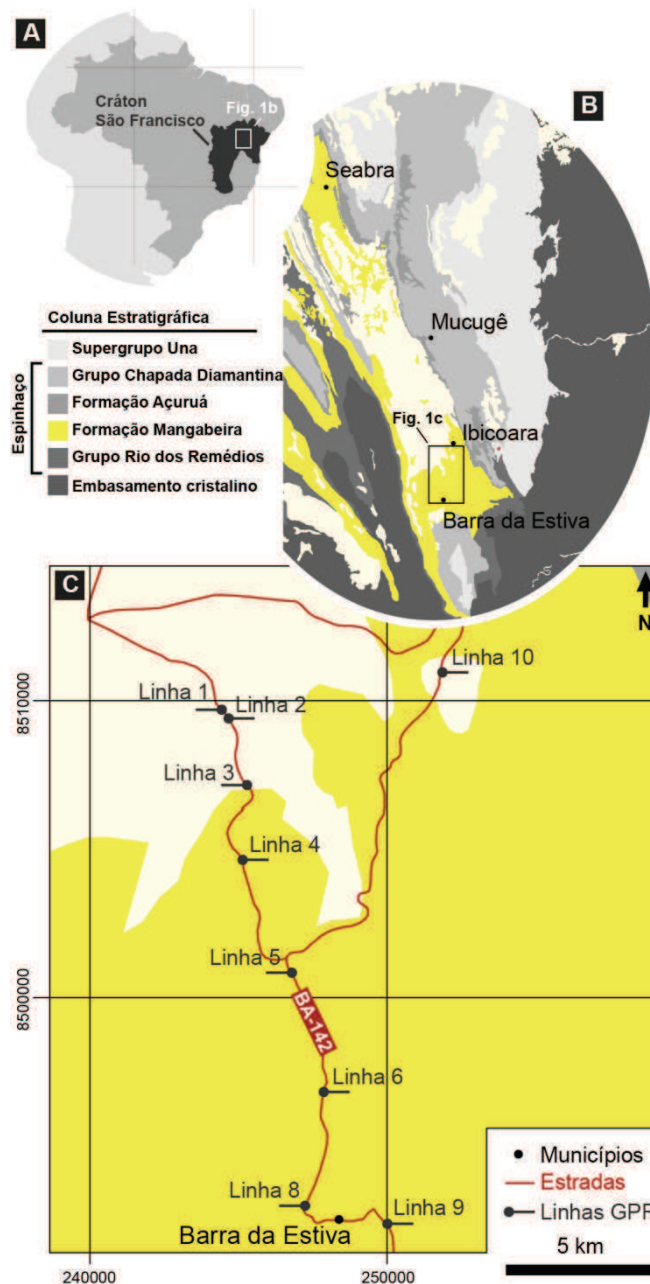 A
Cráton
São Francisco
Fig. 1b
B
Seabra
Mucugê
Fig. 1c
Ibicoara
Barra da Estiva
Coluna Estratigráfica
Supergrupo Una
Grupo Chapada Diamantina
Formação Açuruá
Formação Mangabeira
Grupo Rio dos Remédios
Embasamento cristalino
Espinhaço
C
N
Linha 10
Linha 1
Linha 2
8510000
Linha 3
Linha 4
Linha 5
8500000
BA-142
Linha 6
Linha 8
Linha 9
Barra da Estiva
Municípios
Estradas
Linhas GPR
5 km
240000
250000